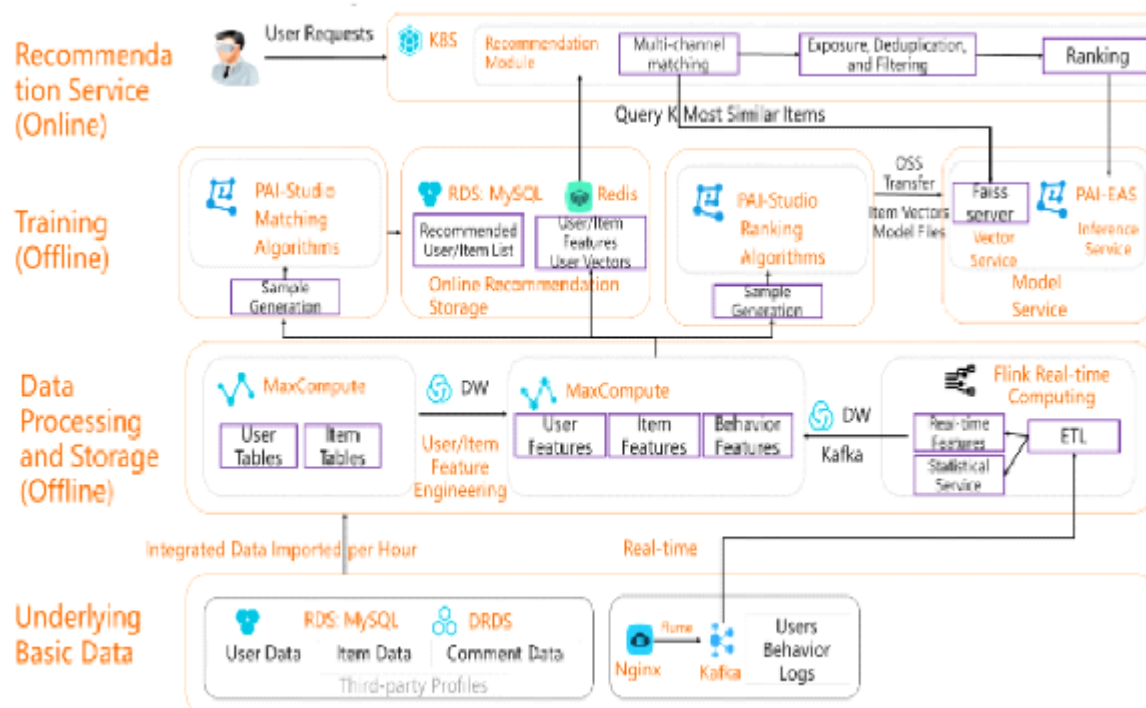 Recommenda
tion Service
(Online)
User Requests
K8S
Recommendation
Module
Multi-channel
matching
Exposure, Deduplication,
and Filtering
Ranking
Query K Most Similar Items
Training
(Offline)
PAI-Studio
Matching
Algorithms
Sample
Generation
RDS: MySQL
Redis
Recommended
User/Item List
User/Item
Features
User Vectors
Online Recommendation
Storage
PAI-Studio
Ranking
Algorithms
Sample
Generation
OSS
Transfer
Item Vectors
Model Files
Faiss
server
Vector
Service
PAI-EAS
Inference
Service
Model
Service
Data
Processing
and Storage
(Offline)
MaxCompute
User
Tables
Item
Tables
DW
User/Item
Feature
Engineering
MaxCompute
User
Features
Item
Features
Behavior
Features
DW
Kafka
Flink Real-time
Computing
Real-time
Features
Statistical
Service
ETL
Integrated Data Imported per Hour
Real-time
Underlying
Basic Data
RDS: MySQL
DRDS
User Data
Item Data
Comment Data
Third-party Profiles
Nginx
Flume
Kafka
Users
Behavior
Logs